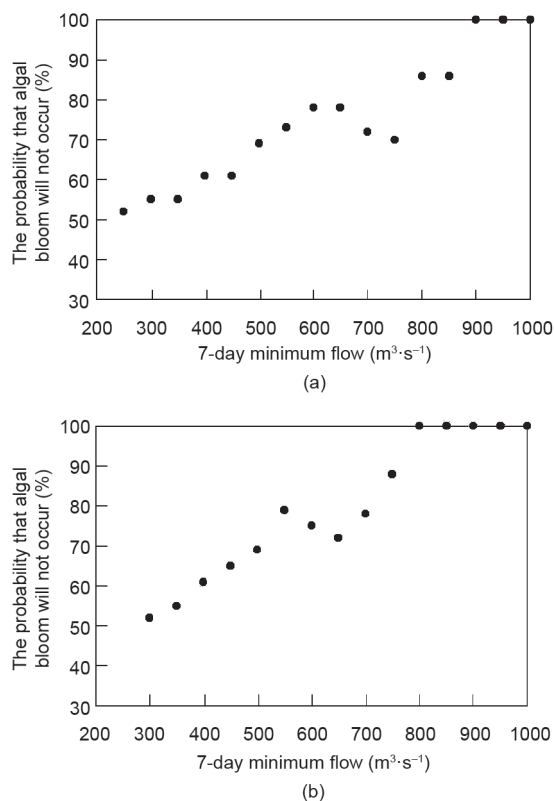 The probability that algal
bloom will not occur (%)
100
90
80
70
60
50
40
30
200 300 400 500 600 700 800 900 1000
7-day minimum flow (m³·s⁻¹)
(a)
The probability that algal
bloom will not occur (%)
100
90
80
70
60
50
40
30
200 300 400 500 600 700 800 900 1000
7-day minimum flow (m³·s⁻¹)
(b)